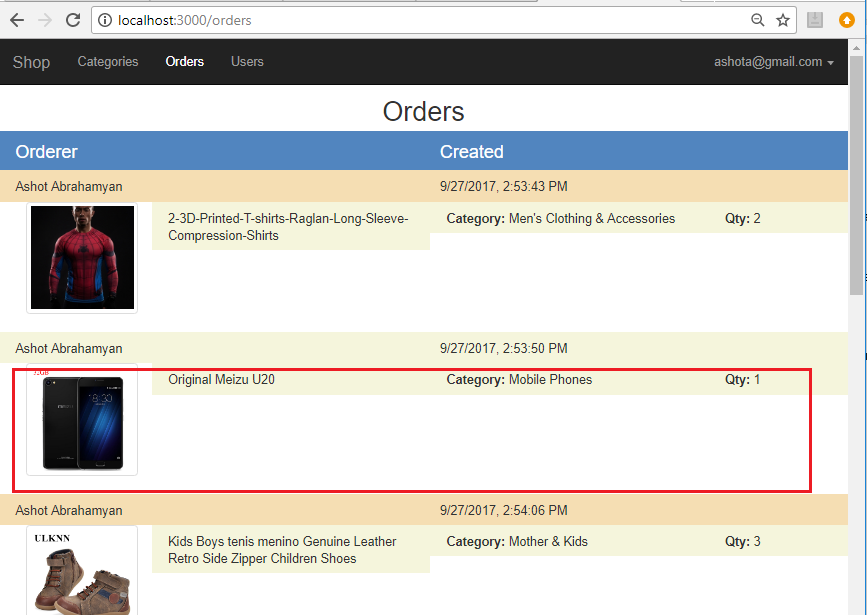 localhost:3000/orders
Shop Categories Orders Users ashota@gmail.com
Orders
Orderer Created
Ashot Abrahamyan 9/27/2017, 2:53:43 PM
2-3D-Printed-T-shirts-Raglan-Long-Sleeve-
Compression-Shirts
Category: Men's Clothing & Accessories Qty: 2
Ashot Abrahamyan 9/27/2017, 2:53:50 PM
Original Meizu U20 Category: Mobile Phones Qty: 1
18:30
Ashot Abrahamyan 9/27/2017, 2:54:06 PM
ULKNN
Kids Boys tenis menino Genuine Leather
Retro Side Zipper Children Shoes
Category: Mother & Kids Qty: 3